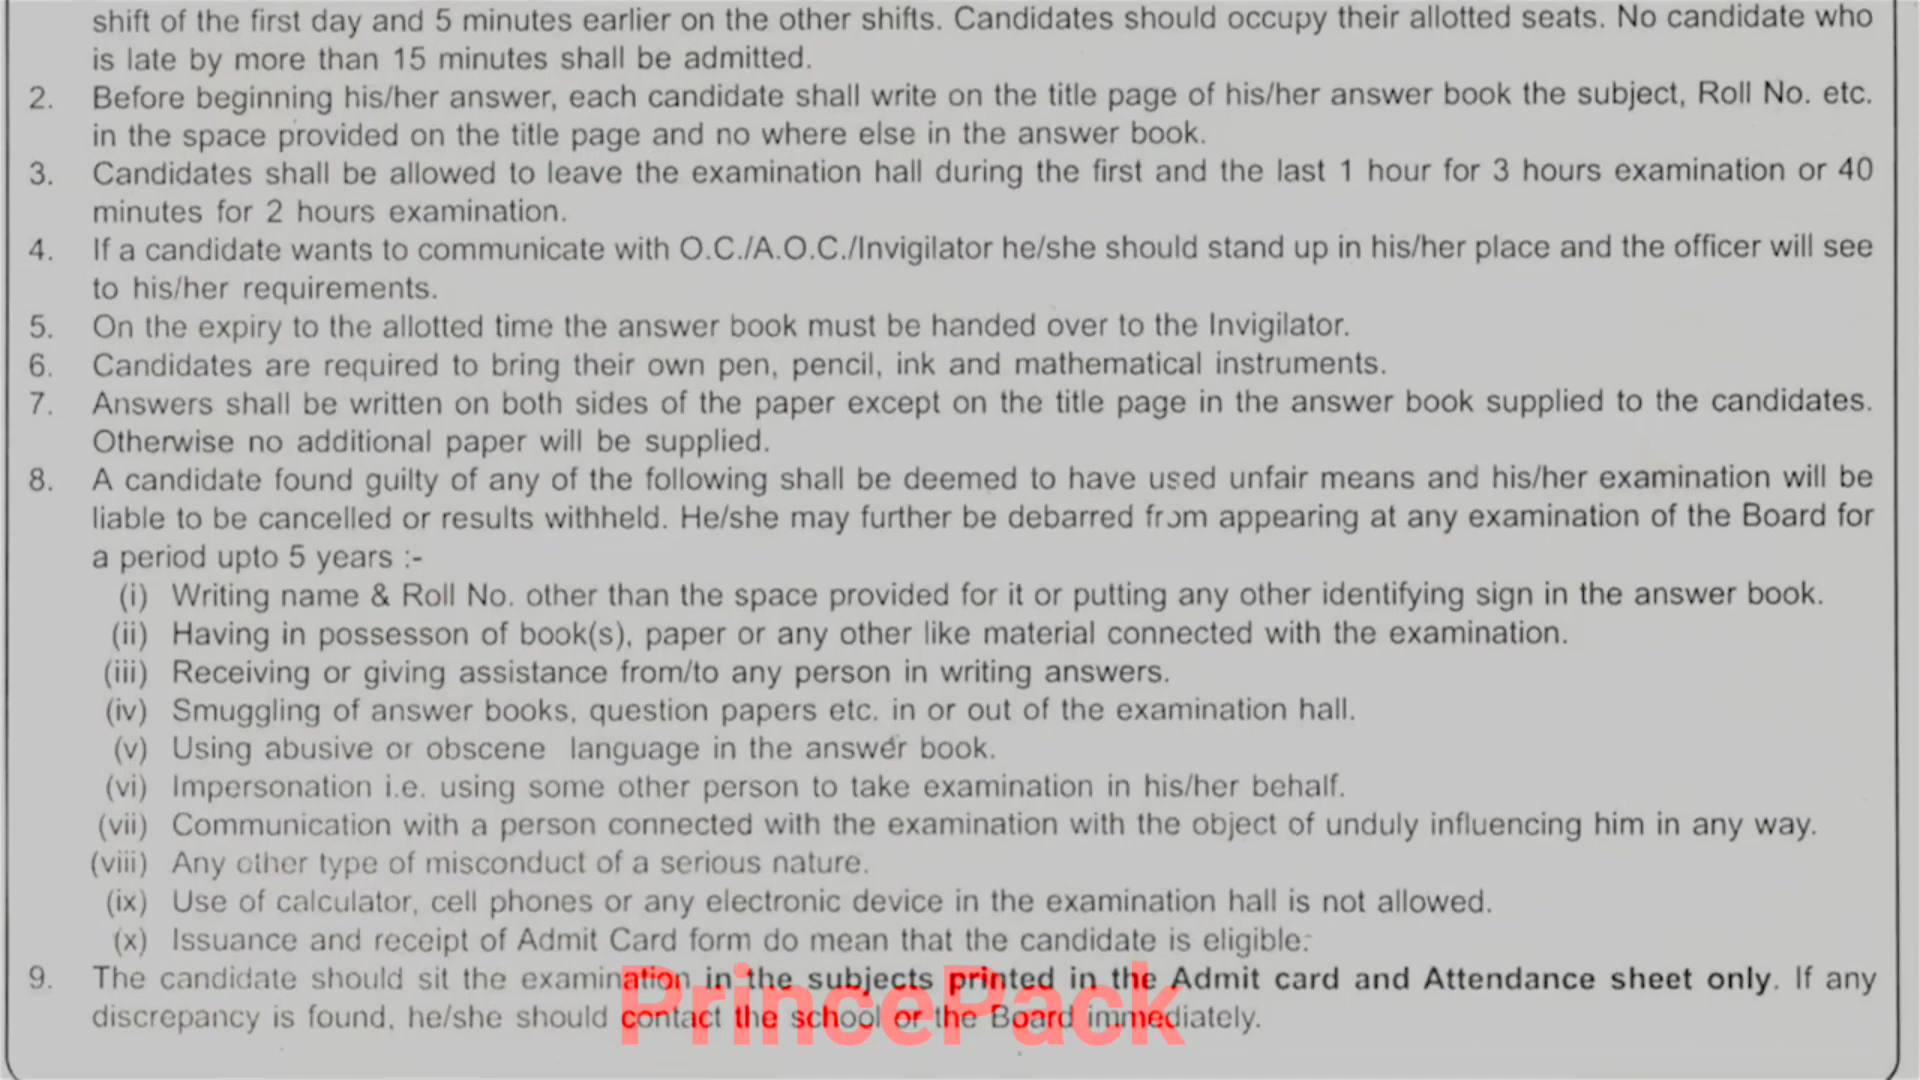 shift of the first day and 5 minutes earlier on the other shifts. Candidates should occupy their allotted seats. No candidate who
is late by more than 15 minutes shall be admitted.
2. Before beginning his/her answer, each candidate shall write on the title page of his/her answer book the subject, Roll No. etc.
in the space provided on the title page and no where else in the answer book.
3. Candidates shall be allowed to leave the examination hall during the first and the last 1 hour for 3 hours examination or 40
minutes for 2 hours examination.
4. If a candidate wants to communicate with O.C./A.O.C./Invigilator he/she should stand up in his/her place and the officer will see
to his/her requirements.
5. On the expiry to the allotted time the answer book must be handed over to the Invigilator.
6. Candidates are required to bring their own pen, pencil, ink and mathematical instruments.
7. Answers shall be written on both sides of the paper except on the title page in the answer book supplied to the candidates.
Otherwise no additional paper will be supplied.
8. A candidate found guilty of any of the following shall be deemed to have used unfair means and his/her examination will be
liable to be cancelled or results withheld. He/she may further be debarred from appearing at any examination of the Board for
a period upto 5 years :-
(i) Writing name & Roll No. other than the space provided for it or putting any other identifying sign in the answer book.
(ii) Having in possesson of book(s), paper or any other like material connected with the examination.
(iii) Receiving or giving assistance from/to any person in writing answers.
(iv) Smuggling of answer books, question papers etc. in or out of the examination hall.
(v) Using abusive or obscene language in the answer book.
(vi) Impersonation i.e. using some other person to take examination in his/her behalf.
(vii) Communication with a person connected with the examination with the object of unduly influencing him in any way.
(viii) Any other type of misconduct of a serious nature.
(ix) Use of calculator, cell phones or any electronic device in the examination hall is not allowed.
(x) Issuance and receipt of Admit Card form do mean that the candidate is eligible.
9. The candidate should sit the examination in the subjects printed in the Admit card and Attendance sheet only. If any
discrepancy is found, he/she should contact the school or the Board immediately.
PrincePack